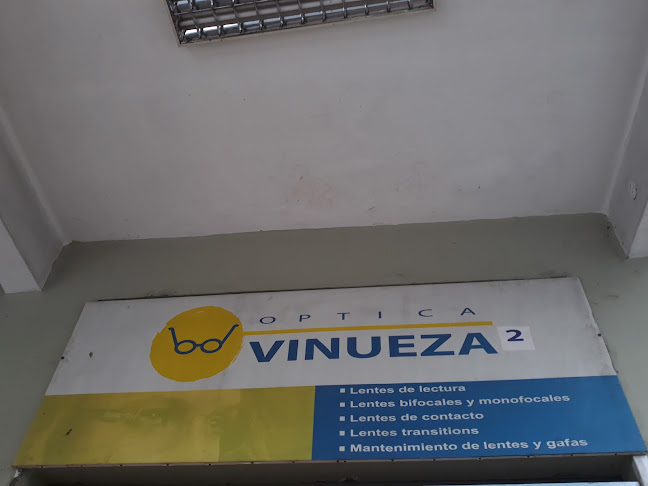 OPTICA
VINUEZA 2
▪ Lentes de lectura
▪ Lentes bifocales y monofocales
▪ Lentes de contacto
▪ Lentes transitions
▪ Mantenimiento de lentes y gafas